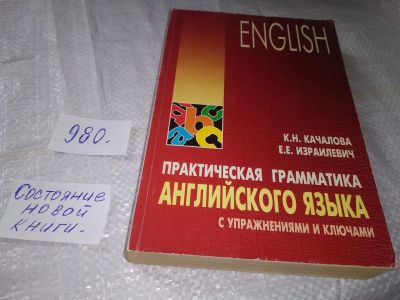 ENGLISH
a b c
a b c
К.Н. КАЧАЛОВА
Е.Е. ИЗРАИЛЕВИЧ
ПРАКТИЧЕСКАЯ ГРАММАТИКА
АНГЛИЙСКОГО ЯЗЫКА
С УПРАЖНЕНИЯМИ И КЛЮЧАМИ
980.
Состояние
новой
книги.